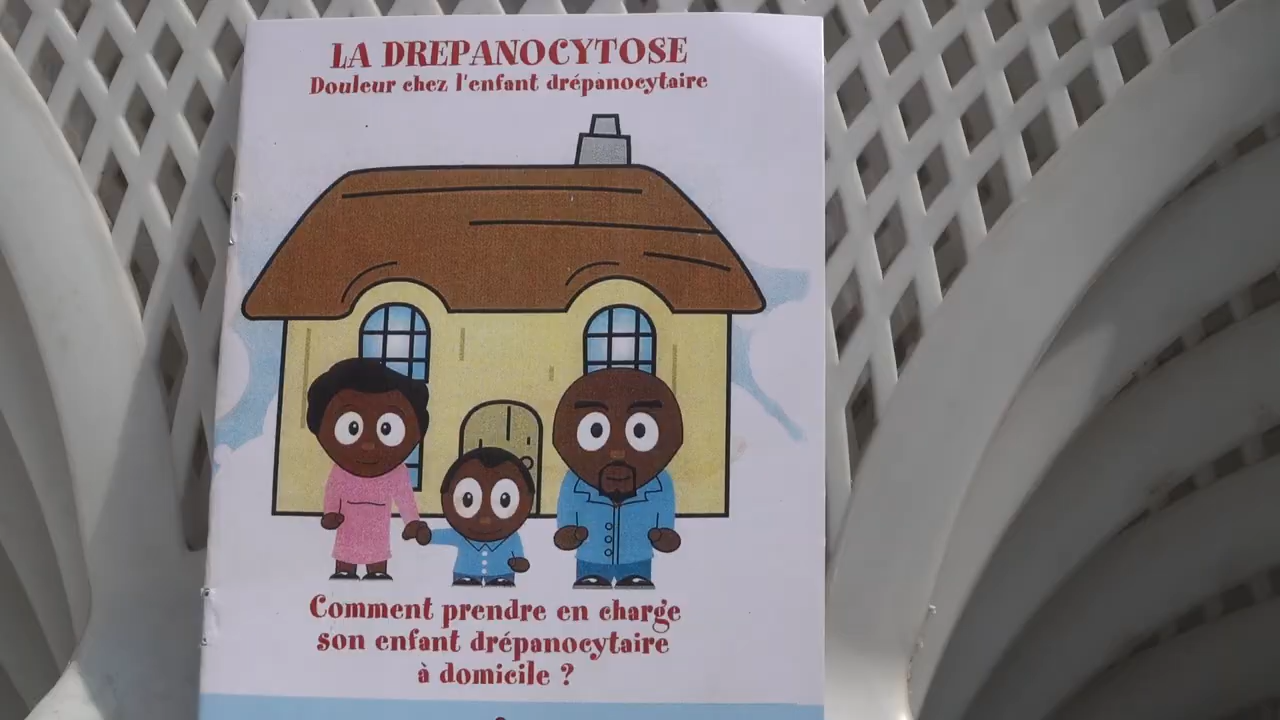 LA DREPANOCYTOSE
Douleur chez l'enfant drépanocytaire
Comment prendre en charge
son enfant drépanocytaire
à domicile ?